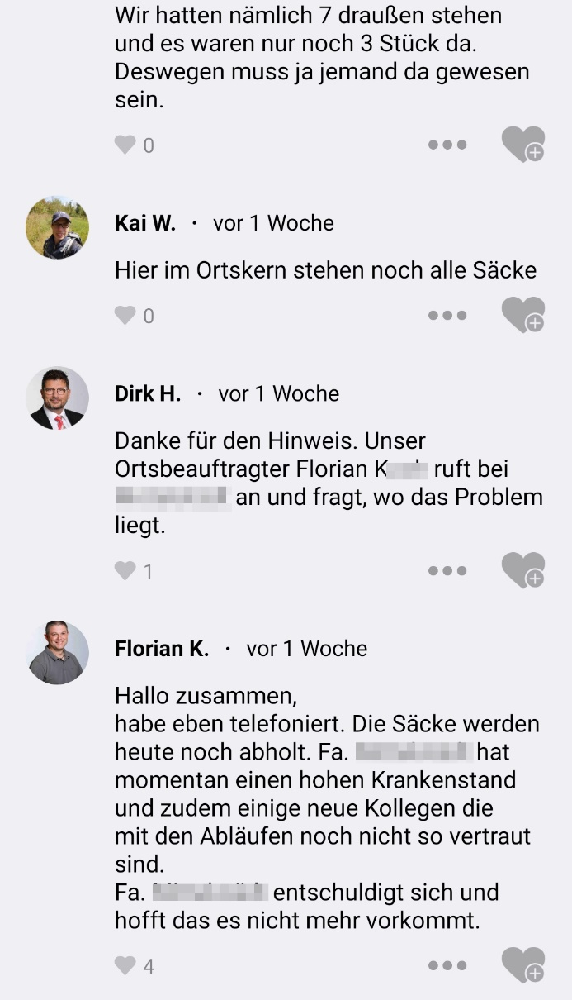 Wir hatten nämlich 7 draußen stehen
und es waren nur noch 3 Stück da.
Deswegen muss ja jemand da gewesen
sein.
0
Kai W. · vor 1 Woche
Hier im Ortskern stehen noch alle Säcke
0
Dirk H. · vor 1 Woche
Danke für den Hinweis. Unser
Ortsbeauftragter Florian K ruft bei
an und fragt, wo das Problem
liegt.
1
Florian K. · vor 1 Woche
Hallo zusammen,
habe eben telefoniert. Die Säcke werden
heute noch abholt. Fa. hat
momentan einen hohen Krankenstand
und zudem einige neue Kollegen die
mit den Abläufen noch nicht so vertraut
sind.
Fa. entschuldigt sich und
hofft das es nicht mehr vorkommt.
4